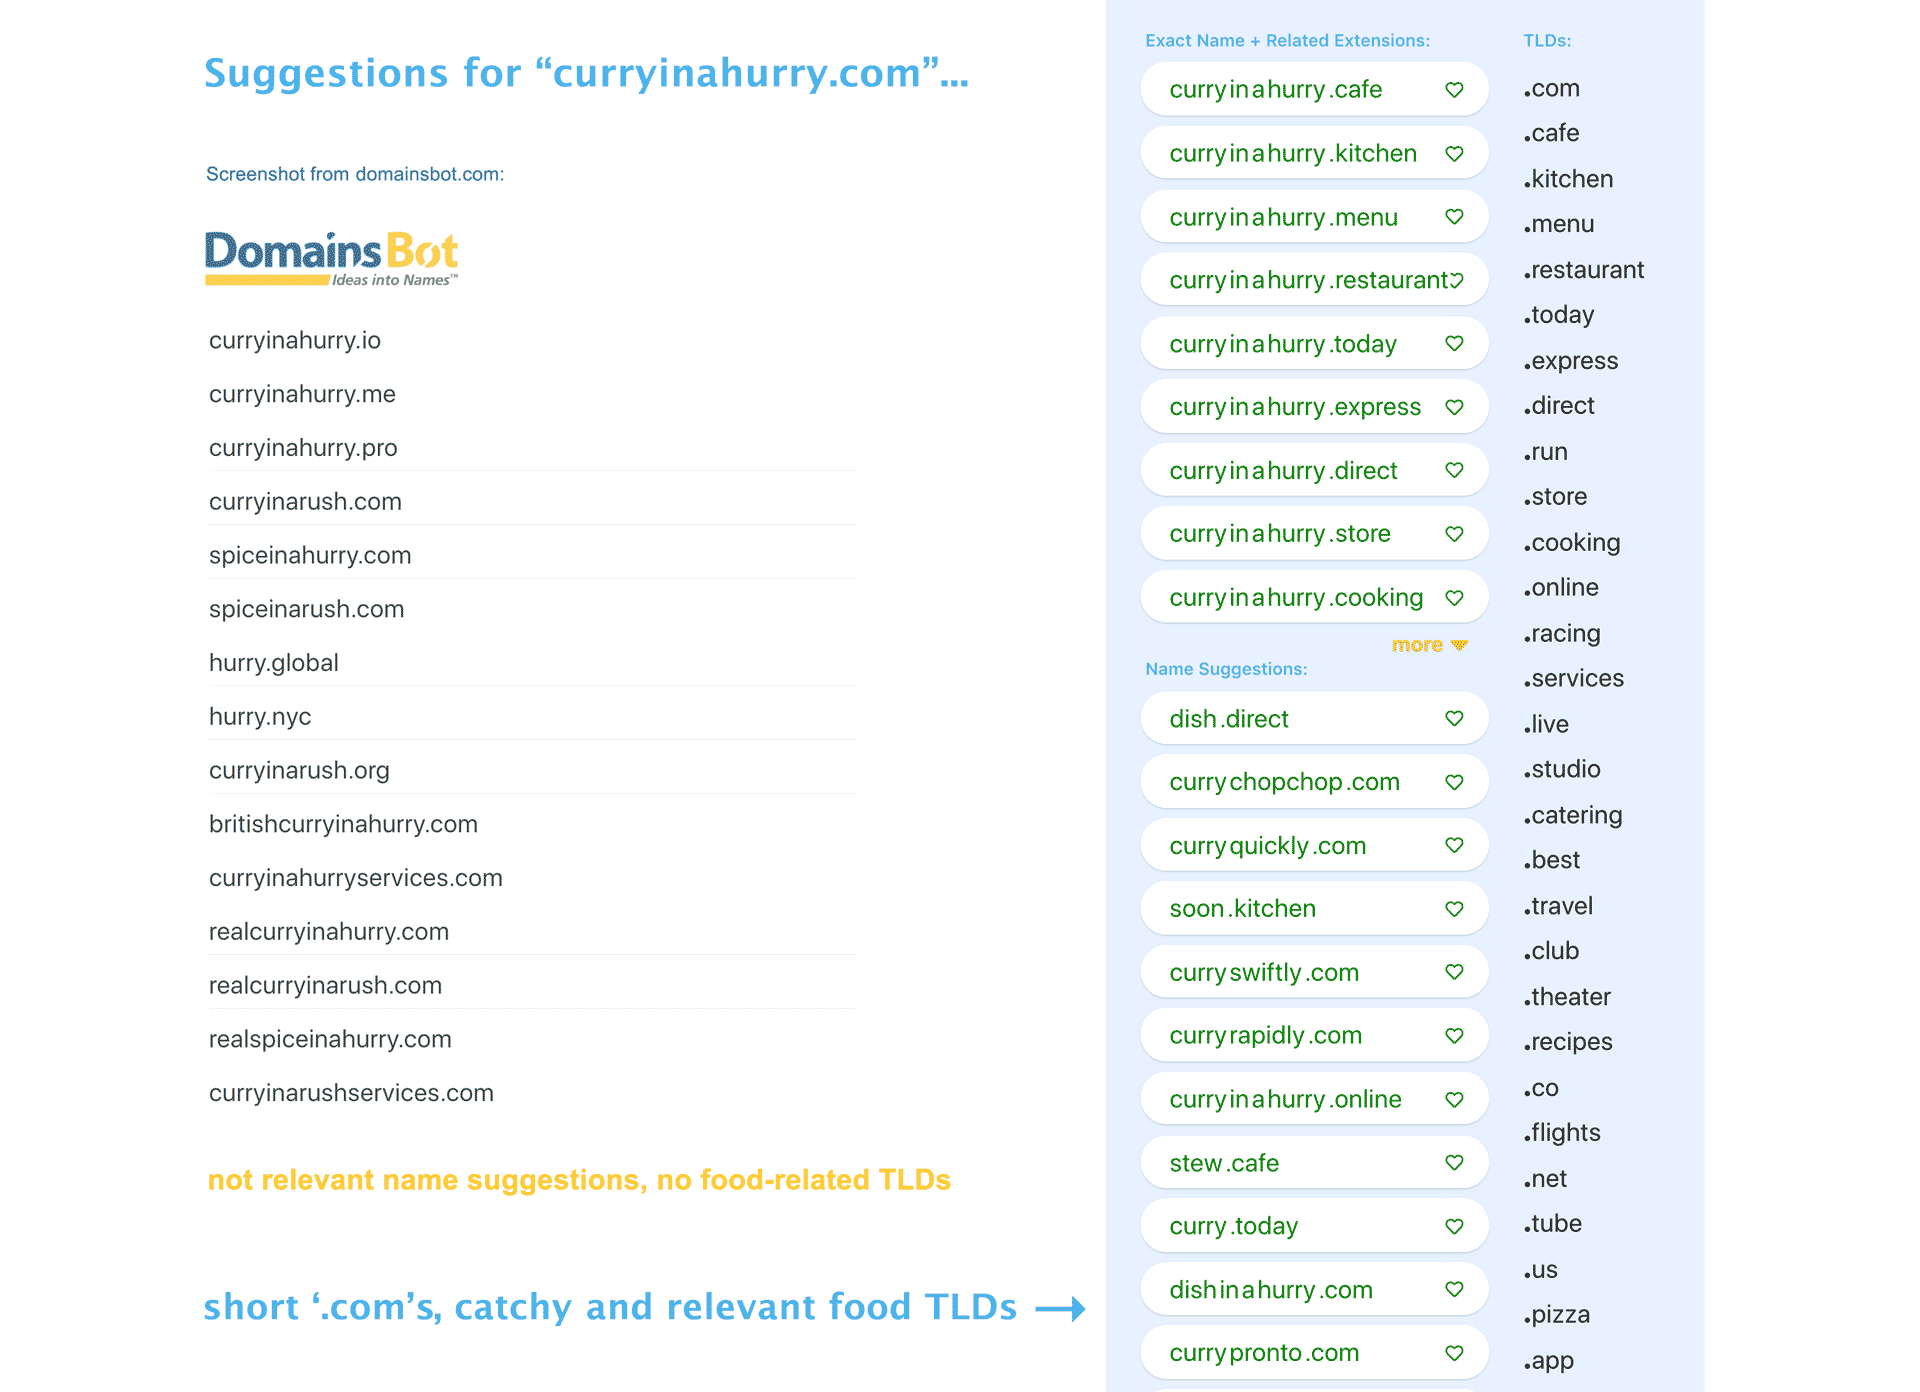 Suggestions for “curryinahurry.com”...
Screenshot from domainsbot.com:
DomainsBot
Ideas into Names™
curryinahurry.io
curryinahurry.me
curryinahurry.pro
curryinarush.com
spiceinahurry.com
spiceinarush.com
hurry.global
hurry.nyc
curryinarush.org
britishcurryinahurry.com
curryinahurryservices.com
realcurryinahurry.com
realcurryinarush.com
realspiceinahurry.com
curryinarushservices.com
not relevant name suggestions, no food-related TLDs
short ‘.com’s, catchy and relevant food TLDs →
Exact Name + Related Extensions:
curryinahurry.cafe
curryinahurry.kitchen
curryinahurry.menu
curryinahurry.restaurant
curryinahurry.today
curryinahurry.express
curryinahurry.direct
curryinahurry.store
curryinahurry.cooking
more
Name Suggestions:
dish.direct
currychopchop.com
curryquickly.com
soon.kitchen
curryswiftly.com
curryrapidly.com
curryinahurry.online
stew.cafe
curry.today
dishinahurry.com
currypronto.com
TLDs:
.com
.cafe
.kitchen
.menu
.restaurant
.today
.express
.direct
.run
.store
.cooking
.online
.racing
.services
.live
.studio
.catering
.best
.travel
.club
.theater
.recipes
.co
.flights
.net
.tube
.us
.pizza
.app